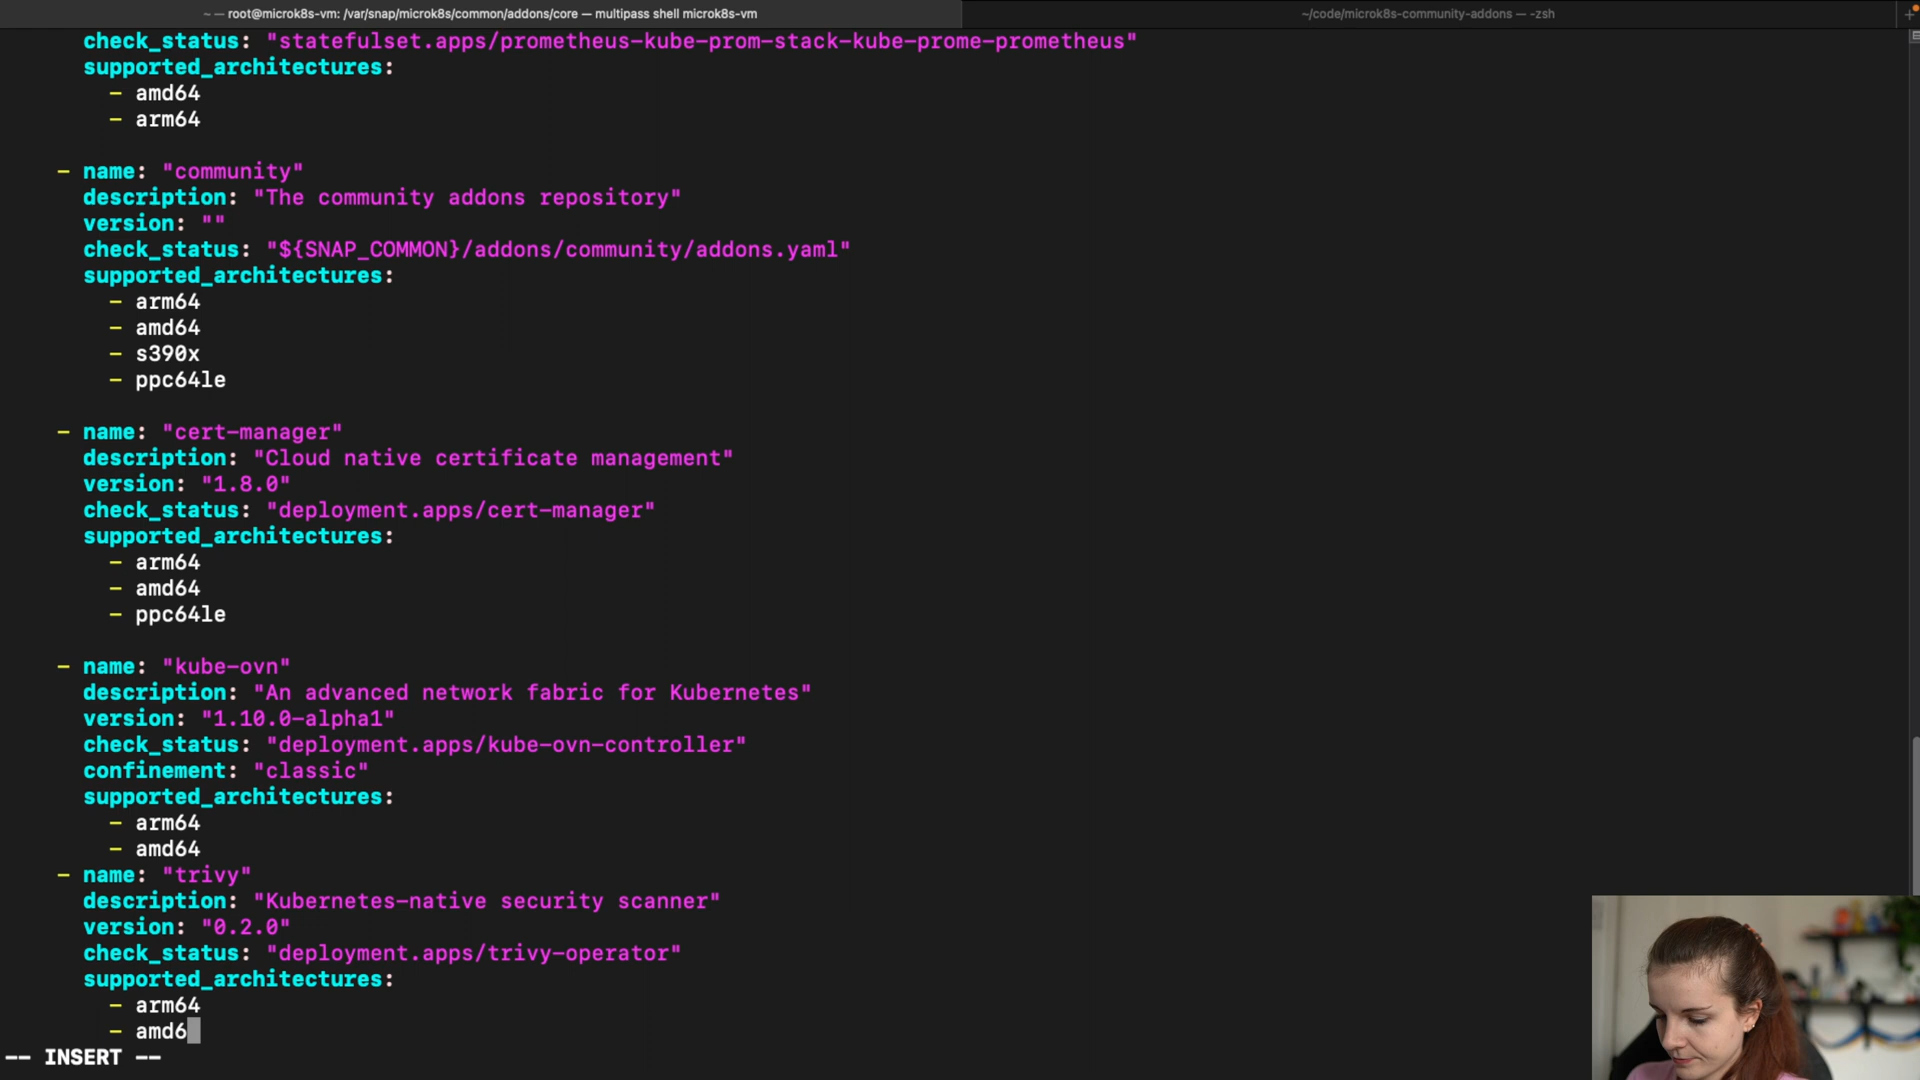 ~ — root@microk8s-vm: /var/snap/microk8s/common/addons/core — multipass shell microk8s-vm
~/code/microk8s-community-addons — -zsh
check_status: "statefulset.apps/prometheus-kube-prom-stack-kube-prome-prometheus"
supported_architectures:
- amd64
- arm64
- name: "community"
description: "The community addons repository"
version: ""
check_status: "${SNAP_COMMON}/addons/community/addons.yaml"
supported_architectures:
- arm64
- amd64
- s390x
- ppc64le
- name: "cert-manager"
description: "Cloud native certificate management"
version: "1.8.0"
check_status: "deployment.apps/cert-manager"
supported_architectures:
- arm64
- amd64
- ppc64le
- name: "kube-ovn"
description: "An advanced network fabric for Kubernetes"
version: "1.10.0-alpha1"
check_status: "deployment.apps/kube-ovn-controller"
confinement: "classic"
supported_architectures:
- arm64
- amd64
- name: "trivy"
description: "Kubernetes-native security scanner"
version: "0.2.0"
check_status: "deployment.apps/trivy-operator"
supported_architectures:
- arm64
- amd6
-- INSERT --